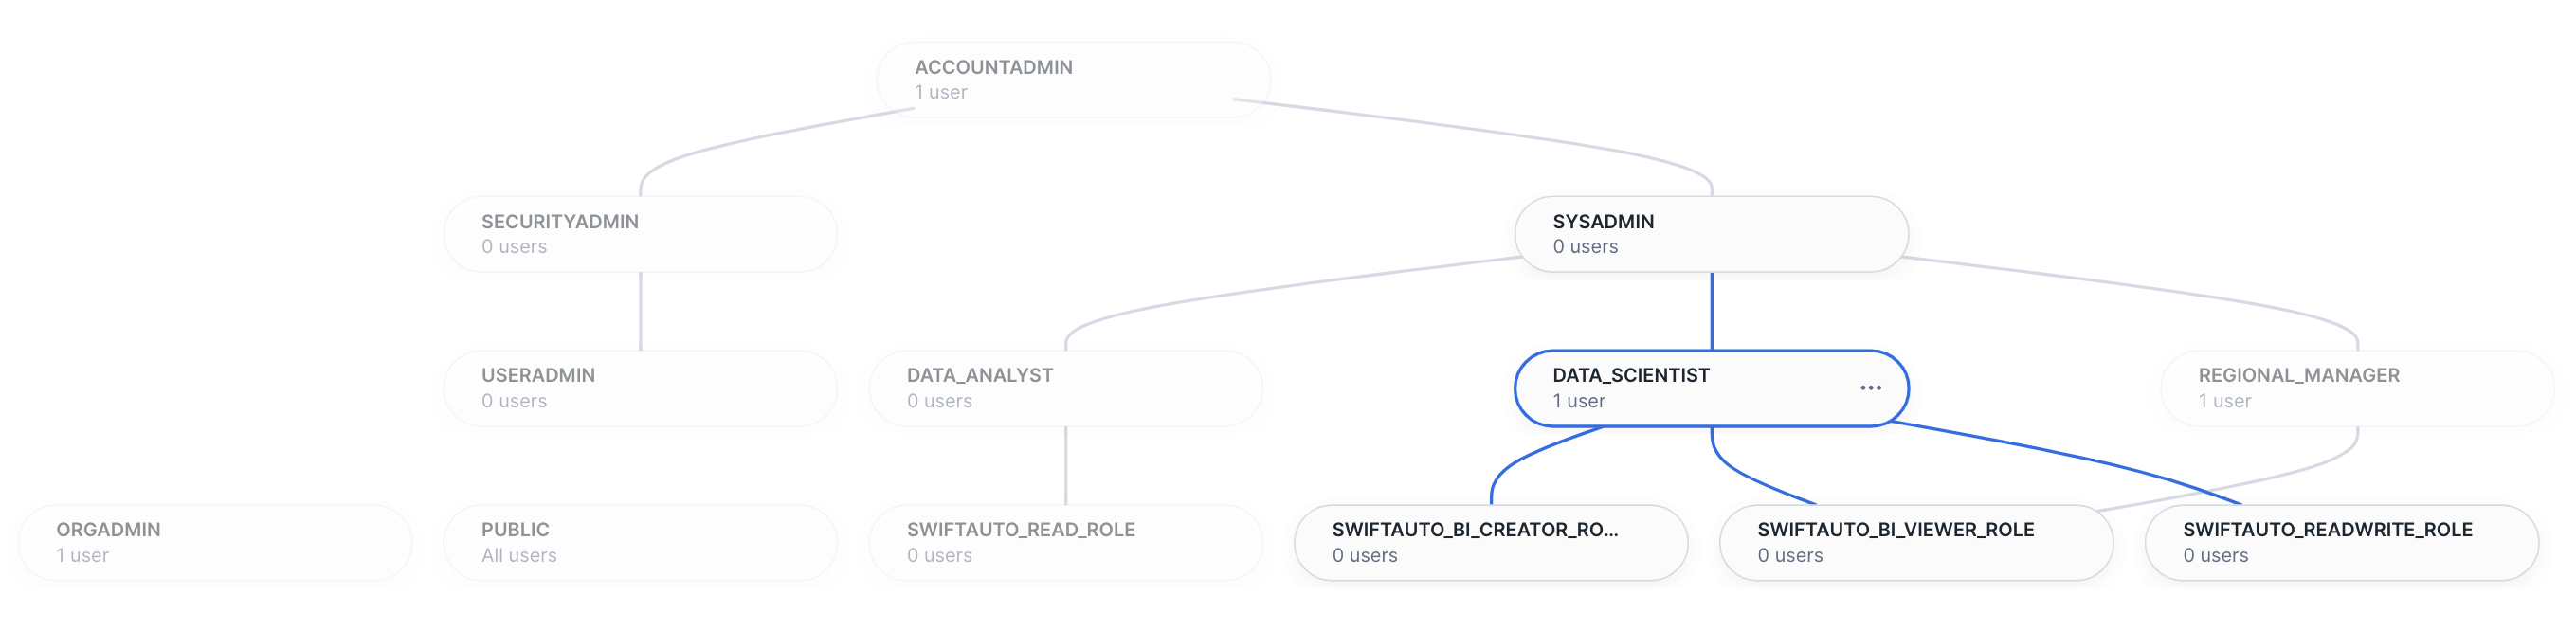 ACCOUNTADMIN
1 user
SECURITYADMIN
0 users
SYSADMIN
0 users
USERADMIN
0 users
DATA_ANALYST
0 users
DATA_SCIENTIST
1 user
REGIONAL_MANAGER
1 user
ORGADMIN
1 user
PUBLIC
All users
SWIFTAUTO_READ_ROLE
0 users
SWIFTAUTO_BI_CREATOR_RO...
0 users
SWIFTAUTO_BI_VIEWER_ROLE
0 users
SWIFTAUTO_READWRITE_ROLE
0 users